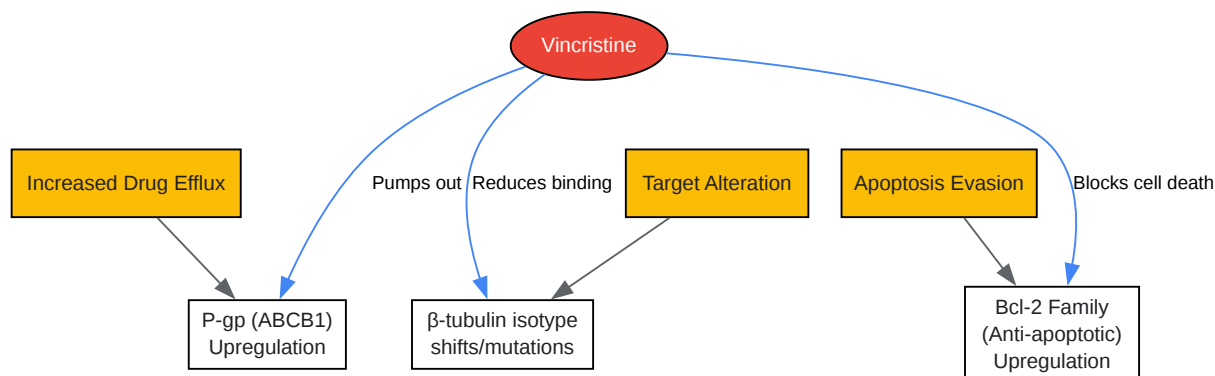 Vincristine
Increased Drug Efflux
Pumps out
Reduces binding
Target Alteration
Apoptosis Evasion
Blocks cell death
P-gp (ABCB1)
Upregulation
β-tubulin isotype
shifts/mutations
Bcl-2 Family
(Anti-apoptotic)
Upregulation